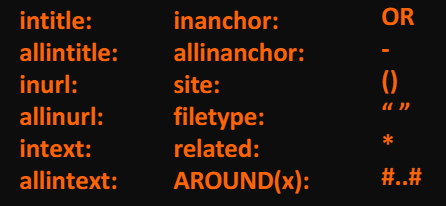 intitle: inanchor: OR
allintitle: allinanchor: -
inurl: site: ()
allinurl: filetype: “ ”
intext: related: *
allintext: AROUND(x): #..#